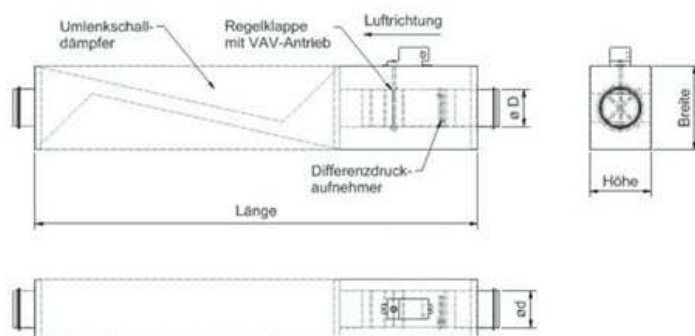 Umlenkschall-
dämpfer
Regelklappe
mit VAV-Antrieb
Luftrichtung
ø D
Breite
Differenzdruck-
aufnehmer
Höhe
Länge
ød